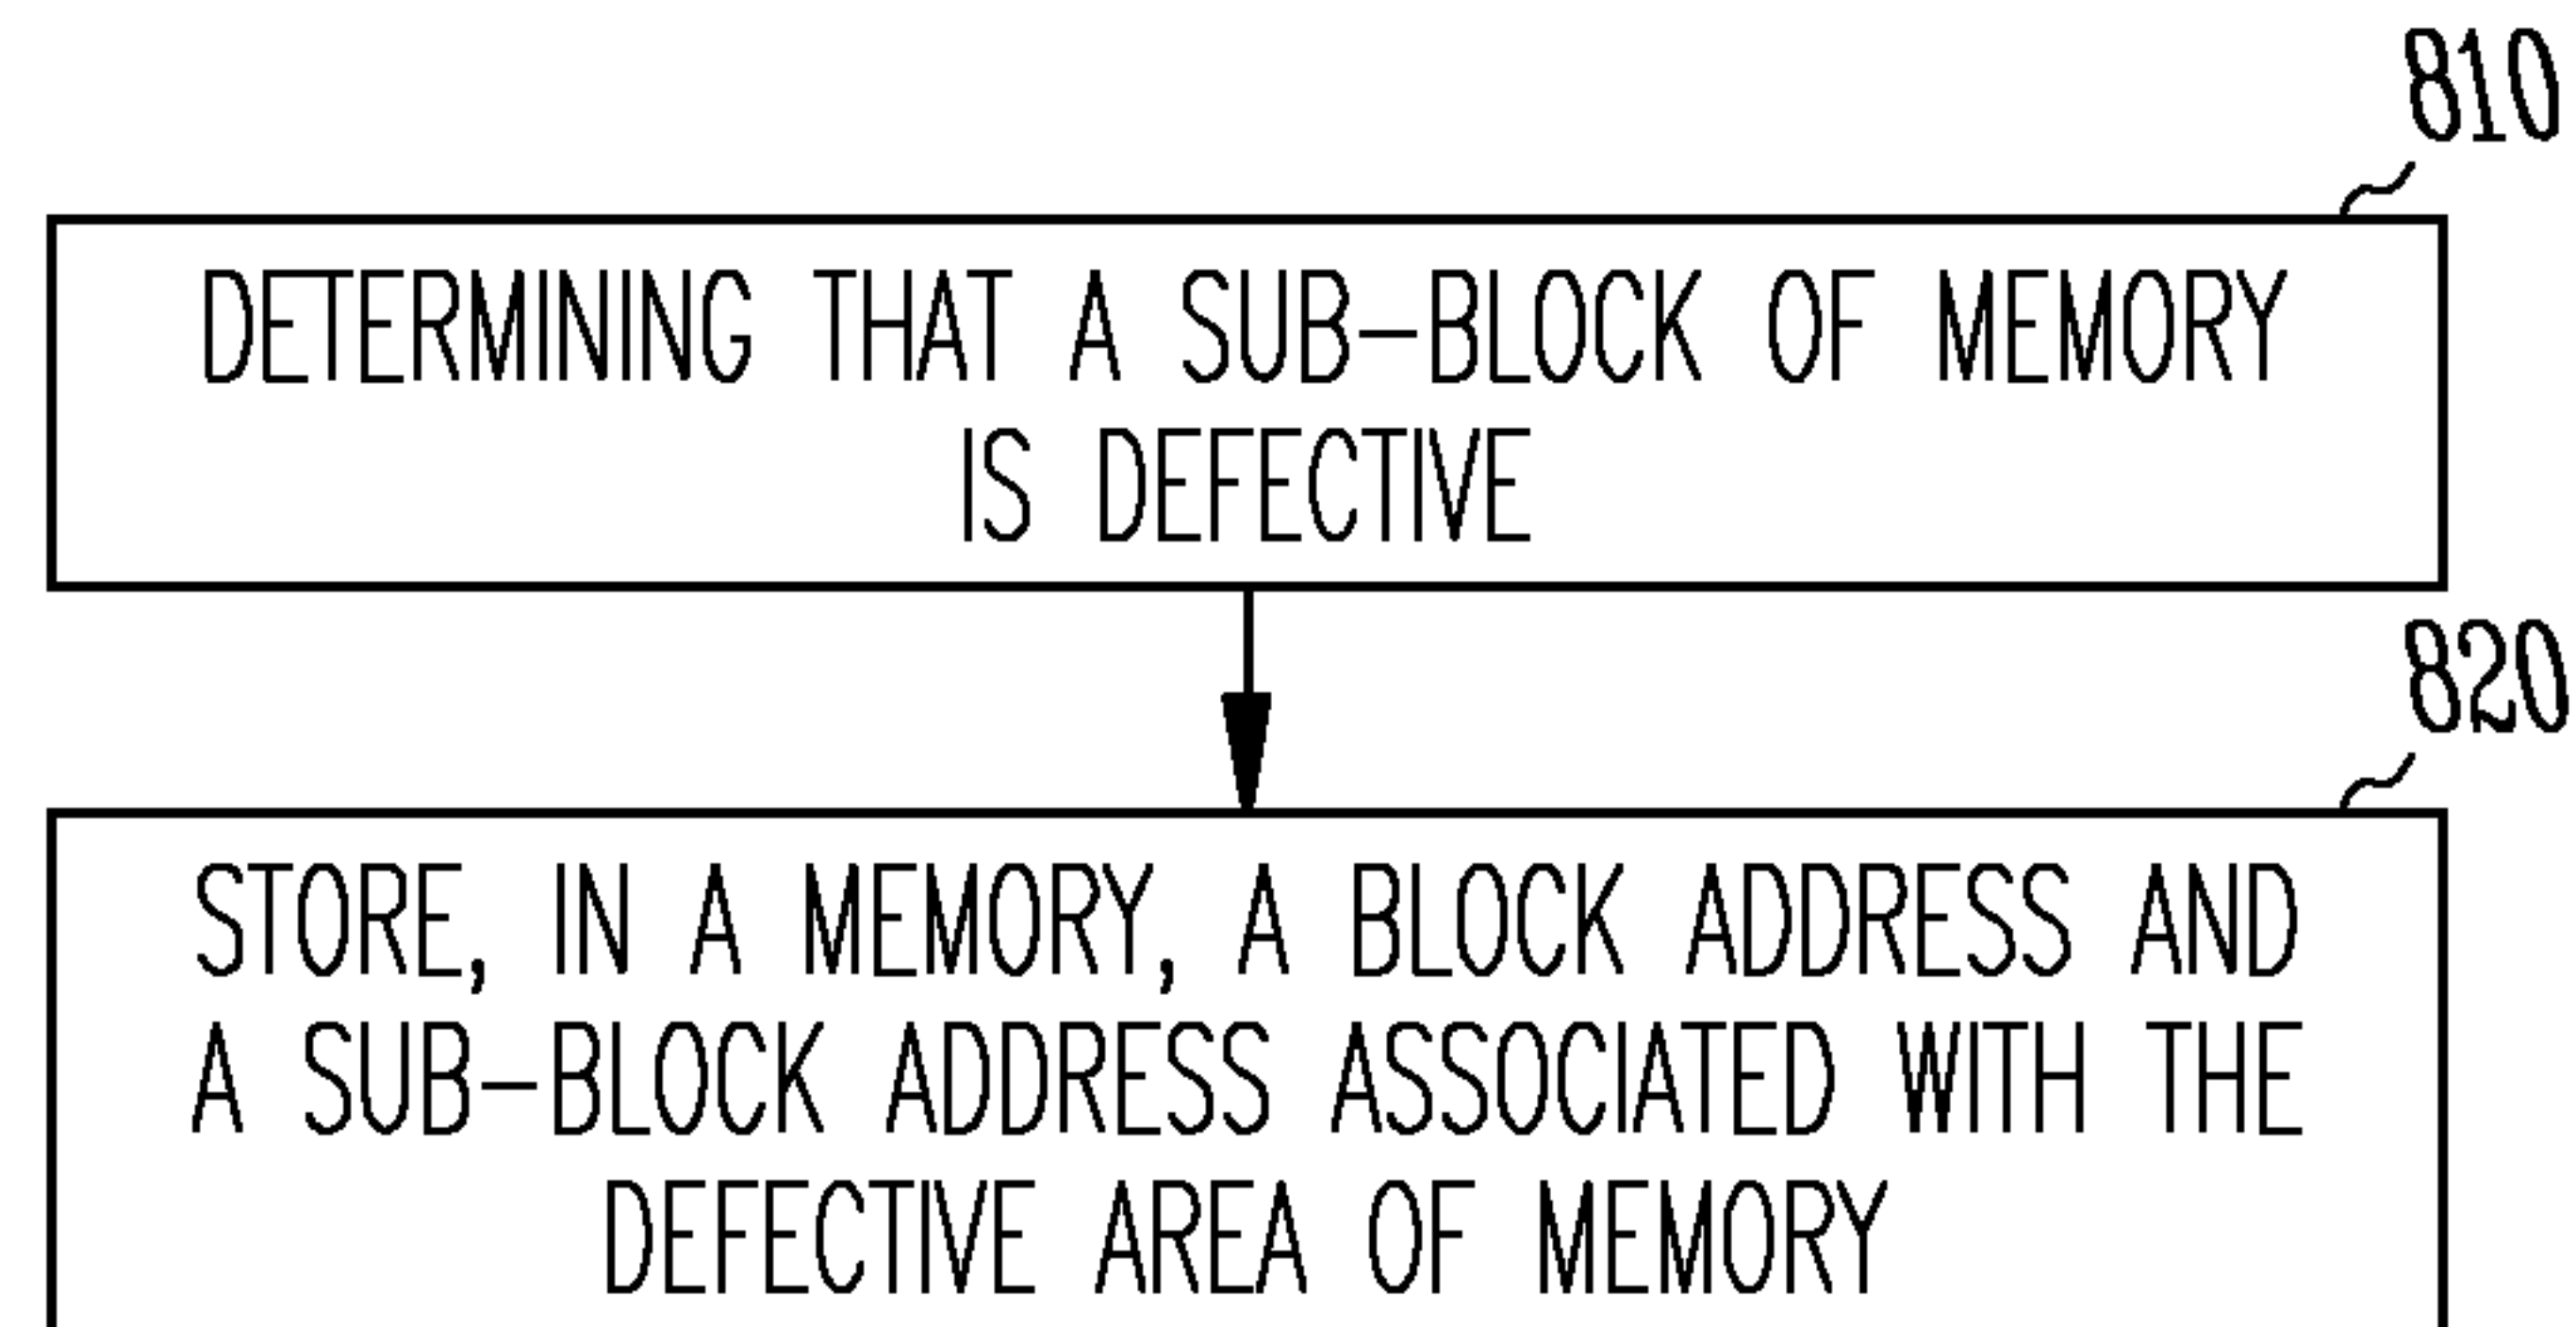 810
DETERMINING THAT A SUB-BLOCK OF MEMORY
IS DEFECTIVE
820
STORE, IN A MEMORY, A BLOCK ADDRESS AND
A SUB-BLOCK ADDRESS ASSOCIATED WITH THE
DEFECTIVE AREA OF MEMORY